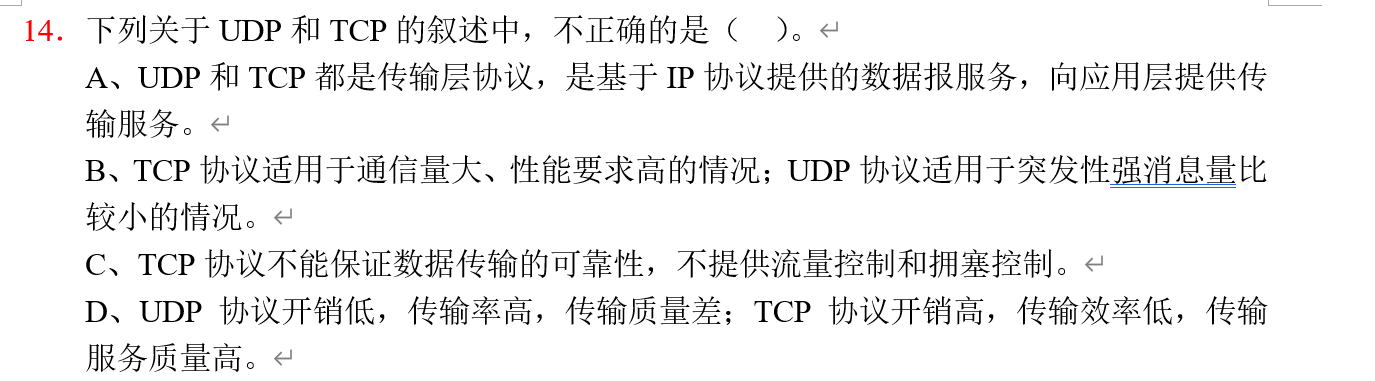 14. 下列关于 UDP 和 TCP 的叙述中，不正确的是（ ）。
A、UDP 和 TCP 都是传输层协议，是基于 IP 协议提供的数据报服务，向应用层提供传
输服务。
B、TCP 协议适用于通信量大、性能要求高的情况；UDP 协议适用于突发性强消息量比
较小的情况。
C、TCP 协议不能保证数据传输的可靠性，不提供流量控制和拥塞控制。
D、UDP 协议开销低，传输率高，传输质量差；TCP 协议开销高，传输效率低，传输
服务质量高。